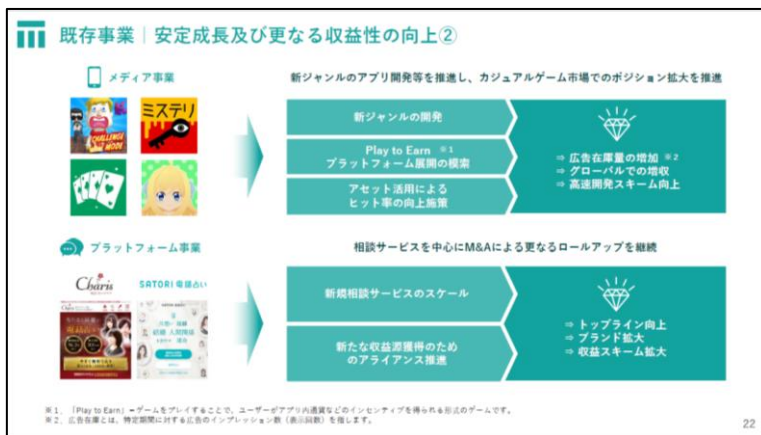 既存事業｜安定成長及び更なる収益性の向上②
メディア事業
新ジャンルのアプリ開発等を推進し、カジュアルゲーム市場でのポジション拡大を推進
CHALLENGE
MODE
ミステリ
新ジャンルの開発
Play to Earn ※1
プラットフォーム展開の模索
アセット活用による
ヒット率の向上施策
⇒ 広告在庫量の増加 ※2
⇒ グローバルでの増収
⇒ 高速開発スキーム向上
プラットフォーム事業
相談サービスを中心にM&Aによる更なるロールアップを継続
Charis
SATORI電話占い
新規相談サービスのスケール
新たな収益源獲得のため
のアライアンス推進
⇒ トップライン向上
⇒ ブランド拡大
⇒ 収益スキーム拡大
※1．「Play to Earn」=ゲームをプレイすることで、ユーザーがアプリ内通貨などのインセンティブを得られる形式のゲームです。
※2．広告在庫とは、特定期間に対する広告のインプレッション数（表示回数）を指します。
22